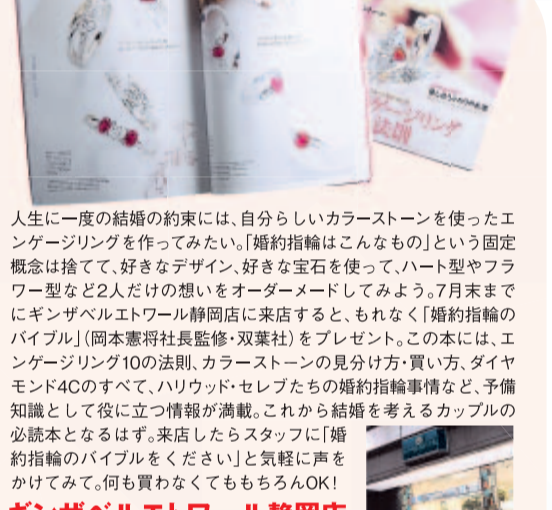 人生に一度の結婚の約束には、自分らしいカラーストーンを使ったエ
ンゲージリングを作ってみたい。「婚約指輪はこんなもの」という固定
概念は捨てて、好きなデザイン、好きな宝石を使って、ハート型やフラ
ワー型など2人だけの想いをオーダーメードしてみよう。7月末まで
にギンザベルエトワール静岡店に来店すると、もれなく「婚約指輪の
バイブル」(岡本憲将社長監修・双葉社)をプレゼント。この本には、エ
ンゲージリング10の法則、カラーストーンの見分け方・買い方、ダイヤ
モンド4Cのすべて、ハリウッド・セレブたちの婚約指輪事情など、予備
知識として役に立つ情報が満載。これから結婚を考えるカップルの
必読本となるはず。来店したらスタッフに「婚
約指輪のバイブルをください」と気軽に声を
かけてみて。何も買わなくてももちろんOK!
ギンザベルエトワール静岡店